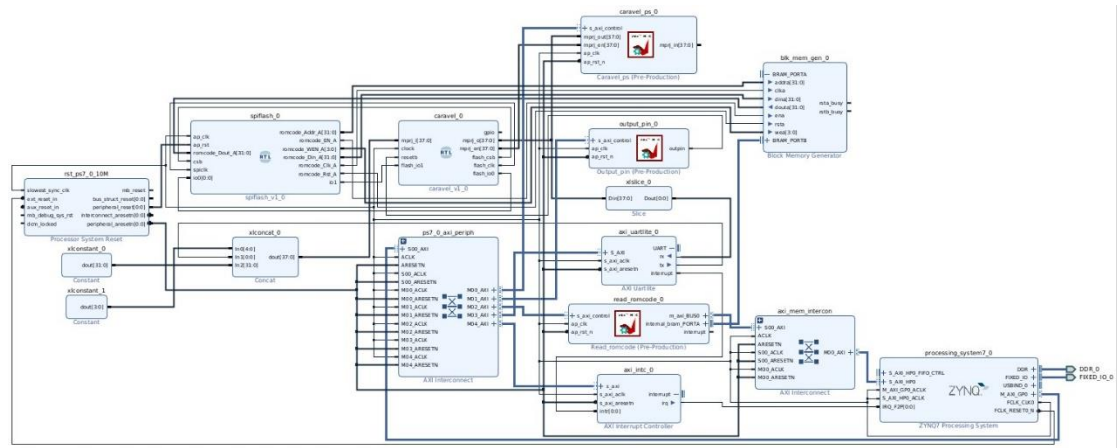 caravel_ps_0
s_axi_control
mprj_out[37:0]
mprj_en[37:0]
ap_clk
ap_rst_n
mprj_in[37:0]
Caravel_ps (Pre-Production)
blk_mem_gen_0
BRAM_PORTA
addra[31:0]
clka
dina[31:0]
douta[31:0]
ena
rsta
wea[3:0]
BRAM_PORTB
rsta_busy
rstb_busy
Block Memory Generator
spiflash_0
ap_clk
ap_rst
romcode_Dout_A[31:0]
csb
spiclk
io0[0:0]
romcode_Addr_A[31:0]
romcode_EN_A
romcode_WEN_A[3:0]
romcode_Din_A[31:0]
romcode_Clk_A
romcode_Rst_A
io1
RTL
spiflash_v1_0
caravel_0
mprj_i[37:0]
clock
resetb
flash_io1
gpio
mprj_o[37:0]
mprj_en[37:0]
flash_csb
flash_clk
flash_io0
RTL
caravel_v1_0
output_pin_0
s_axi_control
ap_clk
ap_rst_n
outpin
Output_pin (Pre-Production)
rst_ps7_0_10M
slowest_sync_clk
ext_reset_in
aux_reset_in
mb_debug_sys_rst
dcm_locked
mb_reset
bus_struct_reset[0:0]
peripheral_reset[0:0]
interconnect_aresetn[0:0]
peripheral_aresetn[0:0]
Processor System Reset
xlslice_0
Din[37:0]
Dout[0:0]
Slice
xlconcat_0
In0[4:0]
In1[0:0]
In2[31:0]
dout[37:0]
Concat
xlconstant_0
dout[31:0]
Constant
xlconstant_1
dout[3:0]
Constant
ps7_0_axi_periph
S00_AXI
ACLK
ARESETN
S00_ACLK
S00_ARESETN
M00_ACLK
M00_ARESETN
M01_ACLK
M01_ARESETN
M02_ACLK
M02_ARESETN
M03_ACLK
M03_ARESETN
M04_ACLK
M04_ARESETN
M00_AXI
M01_AXI
M02_AXI
M03_AXI
M04_AXI
AXI Interconnect
axi_uartlite_0
S_AXI
s_axi_aclk
s_axi_aresetn
UART
rx
tx
interrupt
AXI Uartlite
read_romcode_0
s_axi_control
ap_clk
ap_rst_n
m_axi_BUS0
internal_bram_PORTA
interrupt
Read_romcode (Pre-Production)
axi_intc_0
s_axi
s_axi_aclk
s_axi_aresetn
intr[0:0]
interrupt
irq
AXI Interrupt Controller
axi_mem_intercon
S00_AXI
ACLK
ARESETN
S00_ACLK
S00_ARESETN
M00_ACLK
M00_ARESETN
M00_AXI
AXI Interconnect
processing_system7_0
S_AXI_HP0_FIFO_CTRL
S_AXI_HP0
M_AXI_GP0_ACLK
S_AXI_HP0_ACLK
IRQ_F2P[0:0]
ZYNQ
DDR
FIXED_IO
USBIND_0
M_AXI_GP0
FCLK_CLK0
FCLK_RESET0_N
ZYNQ7 Processing System
DDR_0
FIXED_IO_0